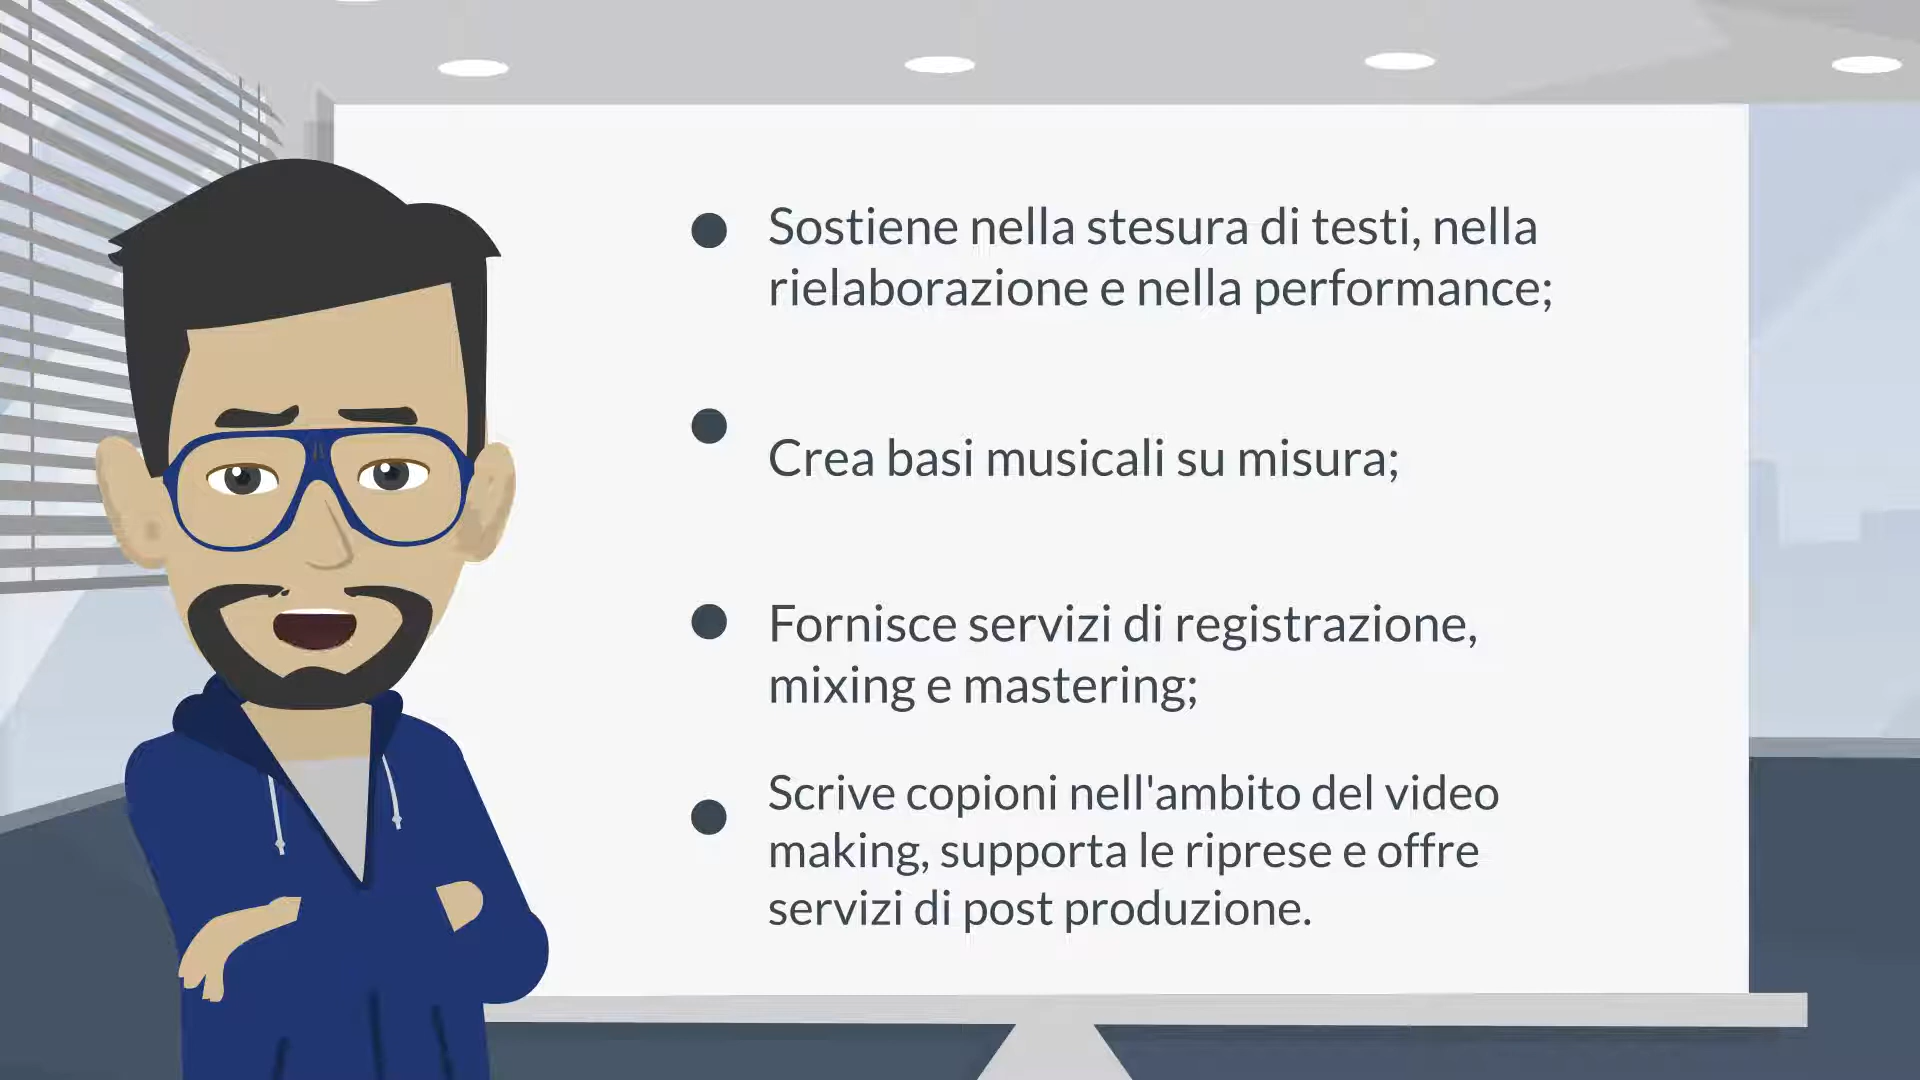 Sostiene nella stesura di testi, nella
rielaborazione e nella performance;
Crea basi musicali su misura;
Fornisce servizi di registrazione,
mixing e mastering;
Scrive copioni nell'ambito del video
making, supporta le riprese e offre
servizi di post produzione.